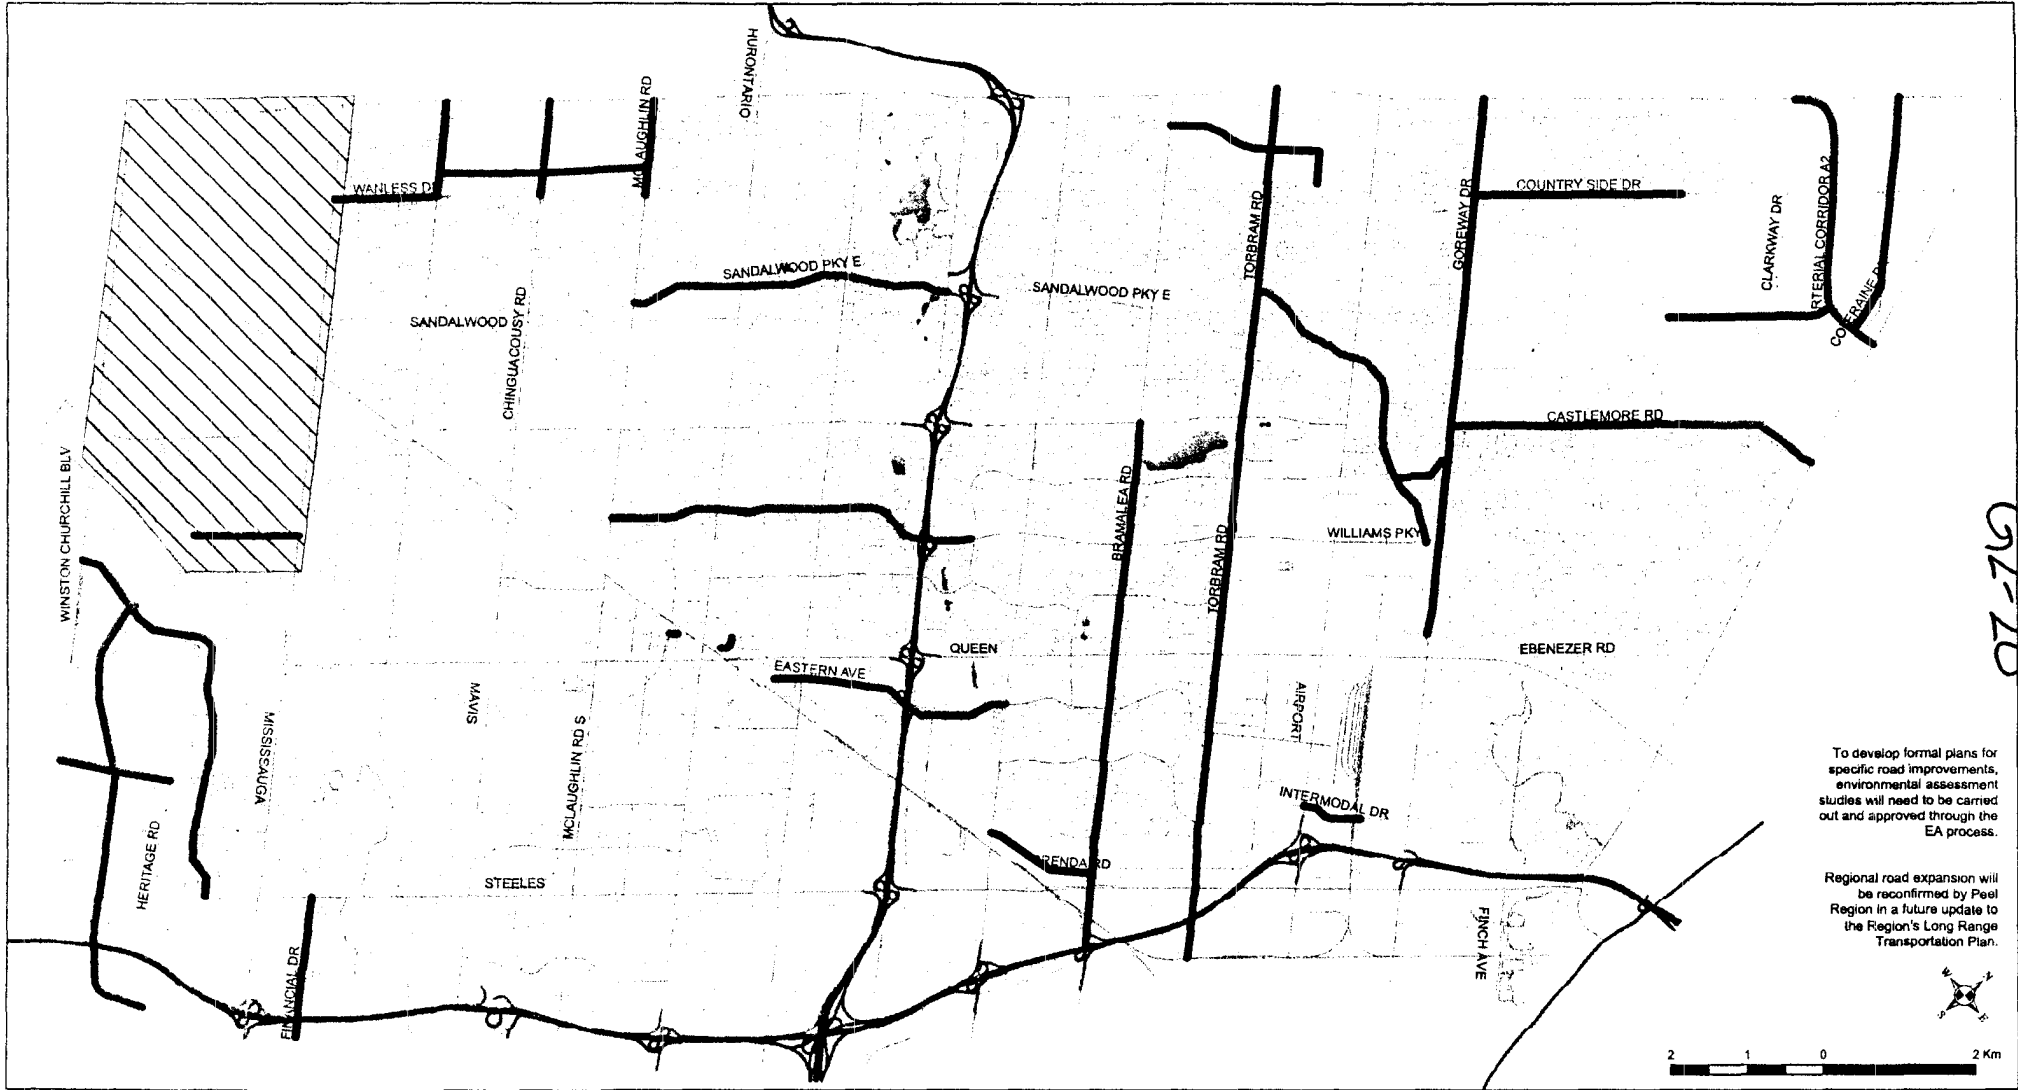 HURONTARIO
MCLAUGHLIN RD
WANLESS D
COUNTRY SIDE DR
TORBRAM RD
GOREWAY DR
CLARKWAY DR
RTERIAL CORRIDOR A2
SANDALWOOD PKY E
SANDALWOOD PKY E
SANDALWOOD
CHINGUACOUSY RD
CASTLEMORE RD
WINSTON CHURCHILL BLV
BRAMALEA RD
TORBRAM RD
WILLIAMS PKY
QUEEN
EBENEZER RD
EASTERN AVE
MISSISSAUGA
MAVIS
MCLAUGHLIN RD S
AIRPORT
To develop formal plans for
specific road improvements,
environmental assessment
studies will need to be carried
out and approved through the
EA process.
INTERMODAL DR
HERITAGE RD
RENDA RD
STEELES
Regional road expansion will
be reconfirmed by Peel
Region in a future update to
the Region's Long Range
Transportation Plan.
FINCH AVE
FINANCIAL DR
W N
S E
2 1 0 2 Km